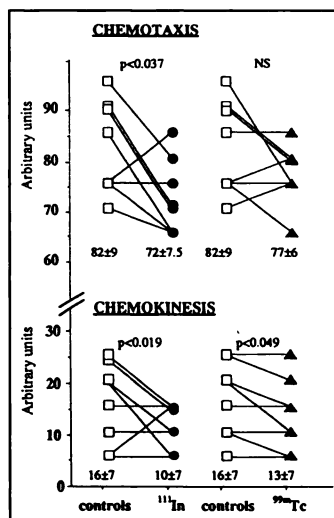 CHEMOTAXIS
p<0.037 NS
Arbitrary units
90
80
70
60
82±9 72±7.5 82±9 77±6
CHEMOKINESIS
p<0.019 p<0.049
Arbitrary units
30
20
10
0
16±7 10±7 16±7 13±7
controls ¹¹¹In controls ⁹⁹ᵐTc